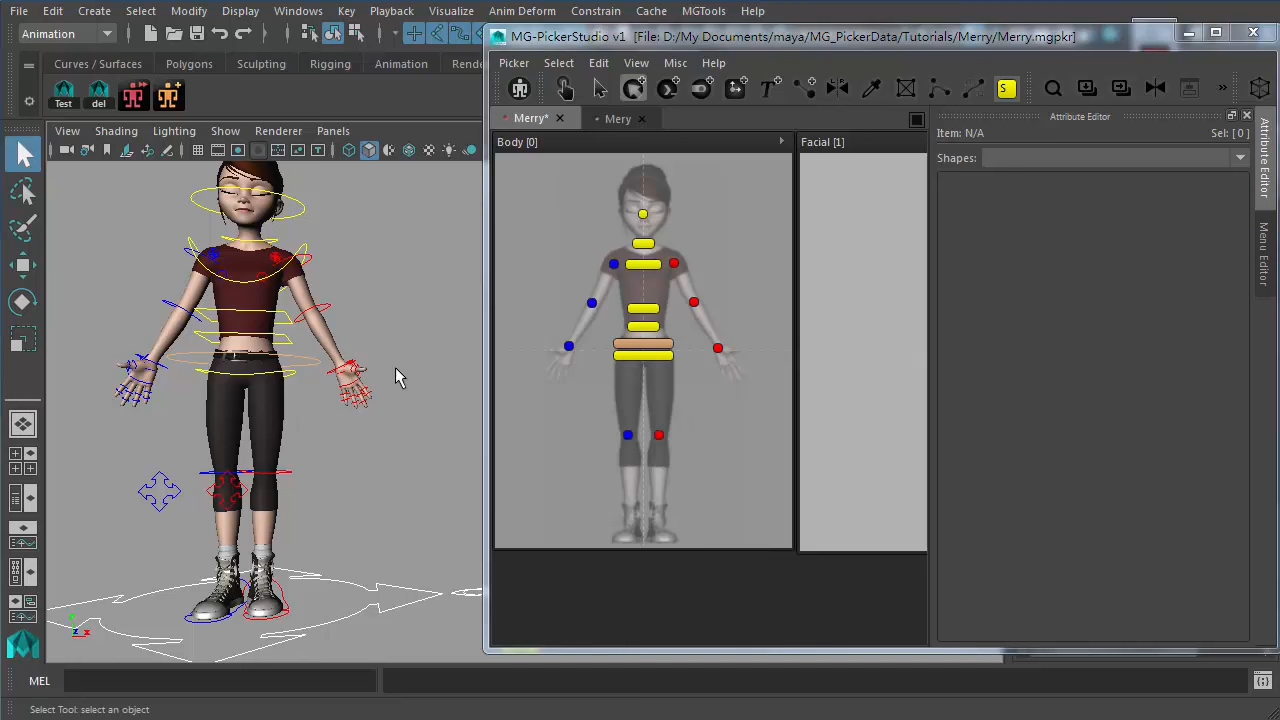 File Edit Create Select Modify Display Windows Key Playback Visualize Anim Deform Constrain Cache MGTools Help
Animation
MG-PickerStudio v1 [File: D:/My Documents/maya/MG_PickerData/Tutorials/Merry/Merry.mgpkr]
Curves / Surfaces Polygons Sculpting Rigging Animation Rende
Picker Select Edit View Misc Help
Test del
T L R S »
Merry* Mery
Attribute Editor
View Shading Lighting Show Renderer Panels
Body [0] Facial [1]
Item: N/A Sel: [ 0 ]
Shapes:
Attribute Editor
Menu Editor
MEL
Select Tool: select an object